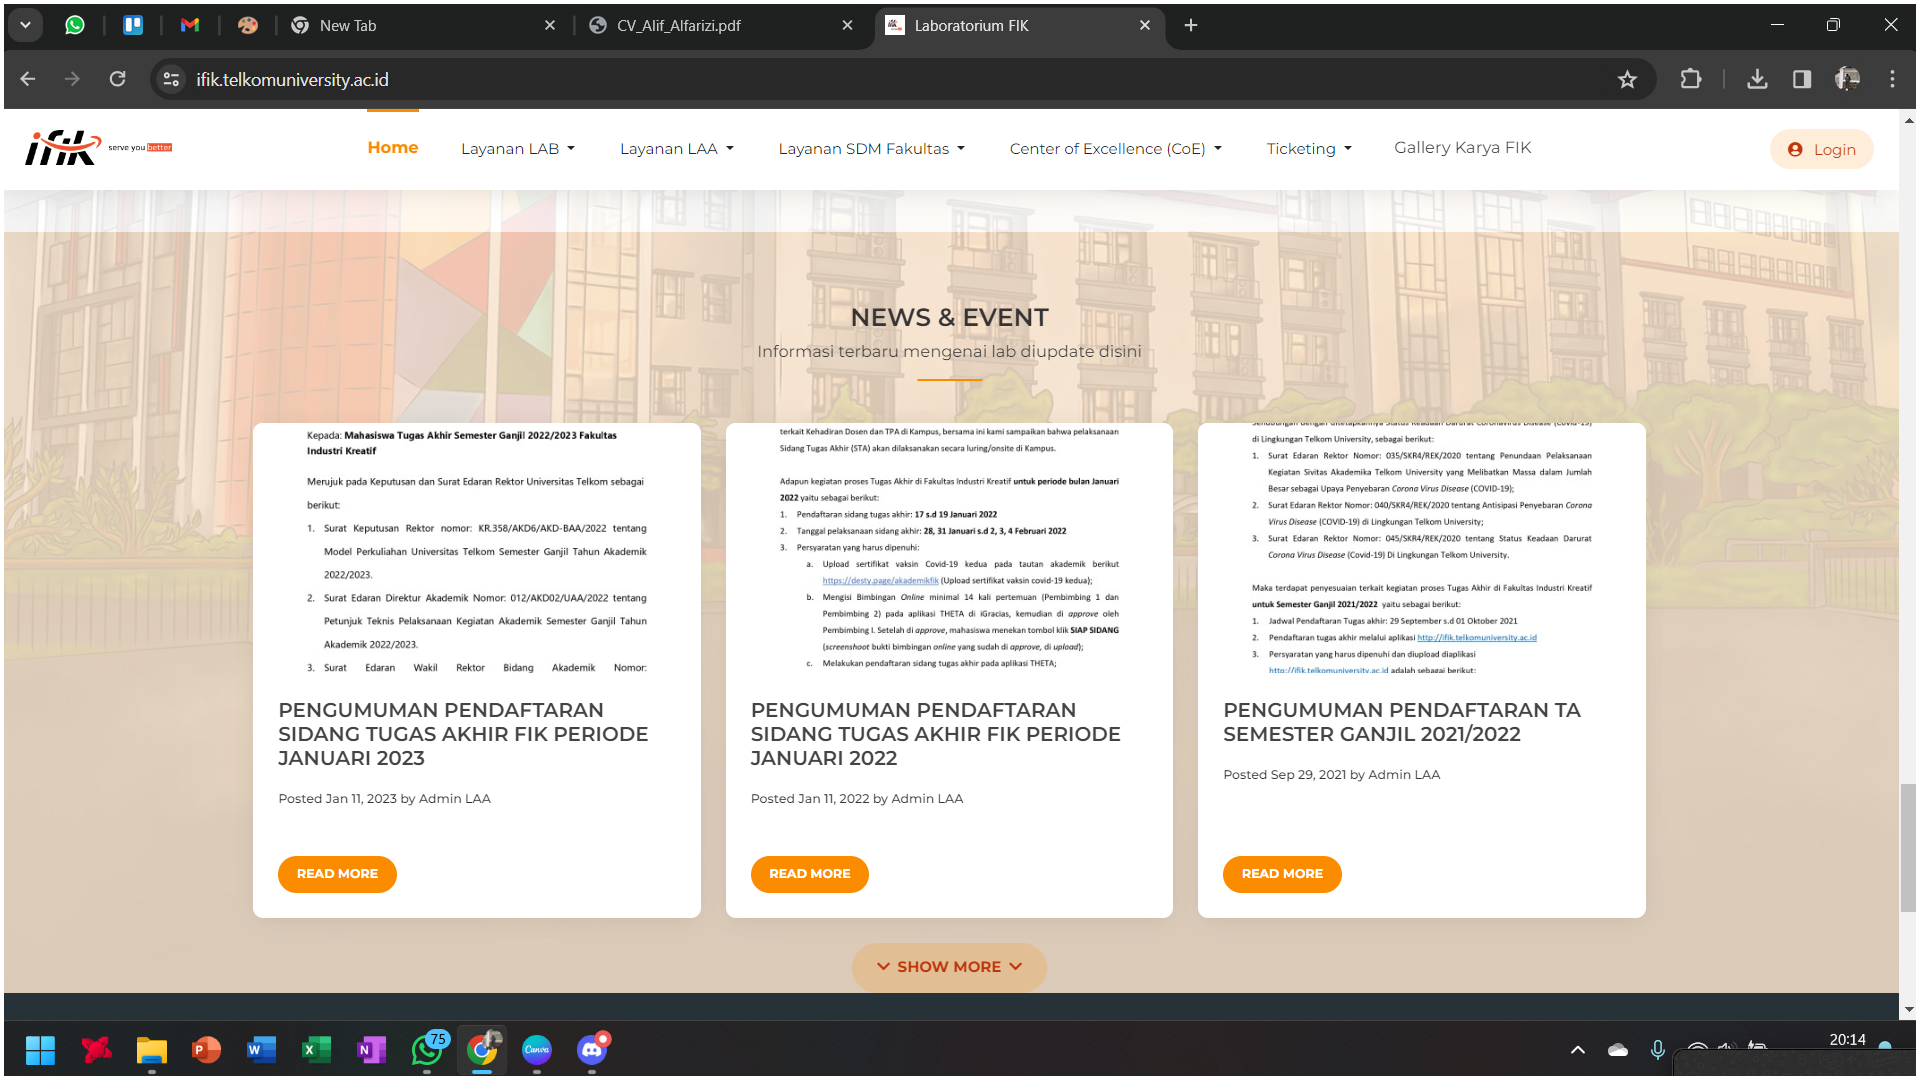 New Tab
CV_Alif_Alfarizi.pdf
Laboratorium FIK
ifik.telkomuniversity.ac.id
ifik serve you better
Home
Layanan LAB
Layanan LAA
Layanan SDM Fakultas
Center of Excellence (CoE)
Ticketing
Gallery Karya FIK
Login
NEWS & EVENT
Informasi terbaru mengenai lab diupdate disini
Kepada: Mahasiswa Tugas Akhir Semester Ganjil 2022/2023 Fakultas
Industri Kreatif
Merujuk pada Keputusan dan Surat Edaran Rektor Universitas Telkom sebagai
berikut:
1. Surat Keputusan Rektor nomor: KR.358/AKD6/AKD-BAA/2022 tentang
Model Perkuliahan Universitas Telkom Semester Ganjil Tahun Akademik
2022/2023.
2. Surat Edaran Direktur Akademik Nomor: 012/AKD02/UAA/2022 tentang
Petunjuk Teknis Pelaksanaan Kegiatan Akademik Semester Ganjil Tahun
Akademik 2022/2023.
3. Surat Edaran Wakil Rektor Bidang Akademik Nomor:
PENGUMUMAN PENDAFTARAN
SIDANG TUGAS AKHIR FIK PERIODE
JANUARI 2023
Posted Jan 11, 2023 by Admin LAA
READ MORE
terkait Kehadiran Dosen dan TPA di Kampus, bersama ini kami sampaikan bahwa pelaksanaan
Sidang Tugas Akhir (STA) akan dilaksanakan secara luring/onsite di Kampus.
Adapun kegiatan proses Tugas Akhir di Fakultas Industri Kreatif untuk periode bulan Januari
2022 yaitu sebagai berikut:
1. Pendaftaran sidang tugas akhir: 17 s.d 19 Januari 2022
2. Tanggal pelaksanaan sidang akhir: 28, 31 Januari s.d 2, 3, 4 Februari 2022
3. Persyaratan yang harus dipenuhi:
a. Upload sertifikat vaksin Covid-19 kedua pada tautan akademik berikut
https://desty.page/akademikfik (Upload sertifikat vaksin covid-19 kedua);
b. Mengisi Bimbingan Online minimal 14 kali pertemuan (Pembimbing 1 dan
Pembimbing 2) pada aplikasi THETA di iGracias, kemudian di approve oleh
Pembimbing I. Setelah di approve, mahasiswa menekan tombol klik SIAP SIDANG
(screenshoot bukti bimbingan online yang sudah di approve, di upload);
c. Melakukan pendaftaran sidang tugas akhir pada aplikasi THETA;
PENGUMUMAN PENDAFTARAN
SIDANG TUGAS AKHIR FIK PERIODE
JANUARI 2022
Posted Jan 11, 2022 by Admin LAA
READ MORE
di Lingkungan Telkom University, sebagai berikut:
1. Surat Edaran Rektor Nomor: 035/SKR4/REK/2020 tentang Penundaan Pelaksanaan
Kegiatan Sivitas Akademika Telkom University yang Melibatkan Massa dalam Jumlah
Besar sebagai Upaya Penyebaran Corona Virus Disease (COVID-19);
2. Surat Edaran Rektor Nomor: 040/SKR4/REK/2020 tentang Antisipasi Penyebaran Corona
Virus Disease (COVID-19) di Lingkungan Telkom University;
3. Surat Edaran Rektor Nomor: 045/SKR4/REK/2020 tentang Status Keadaan Darurat
Corona Virus Disease (Covid-19) Di Lingkungan Telkom University.
Maka terdapat penyesuaian terkait kegiatan proses Tugas Akhir di Fakultas Industri Kreatif
untuk Semester Ganjil 2021/2022 yaitu sebagai berikut:
1. Jadwal Pendaftaran Tugas akhir: 29 September s.d 01 Oktober 2021
2. Pendaftaran tugas akhir melalui aplikasi http://ifik.telkomuniversity.ac.id
3. Persyaratan yang harus dipenuhi dan diupload diaplikasi
http://ifik.telkomuniversity.ac.id adalah sebagai berikut:
PENGUMUMAN PENDAFTARAN TA
SEMESTER GANJIL 2021/2022
Posted Sep 29, 2021 by Admin LAA
READ MORE
SHOW MORE
75
Canva
20:14